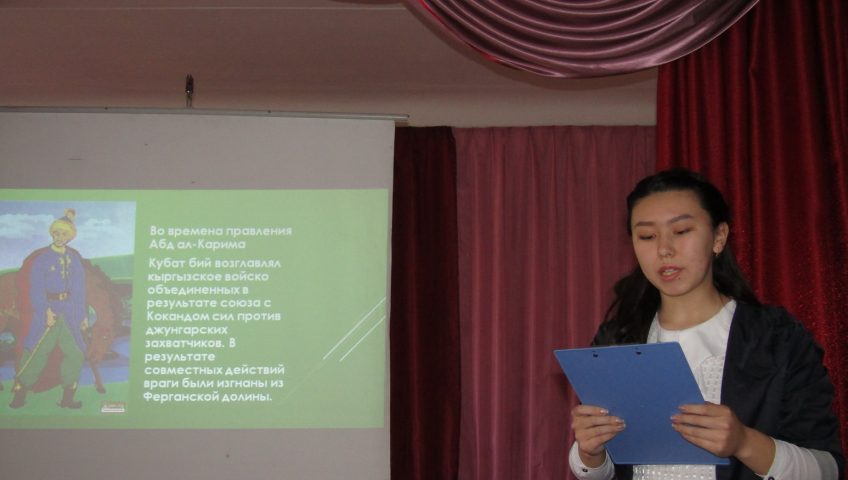 Во времена правления
Абд ал-Карима
Кубат бий возглавлял
кыргызское войско
объединенных в
результате союза с
Кокандом сил против
джунгарских
захватчиков. В
результате
совместных действий
враги были изгнаны из
Ферганской долины.